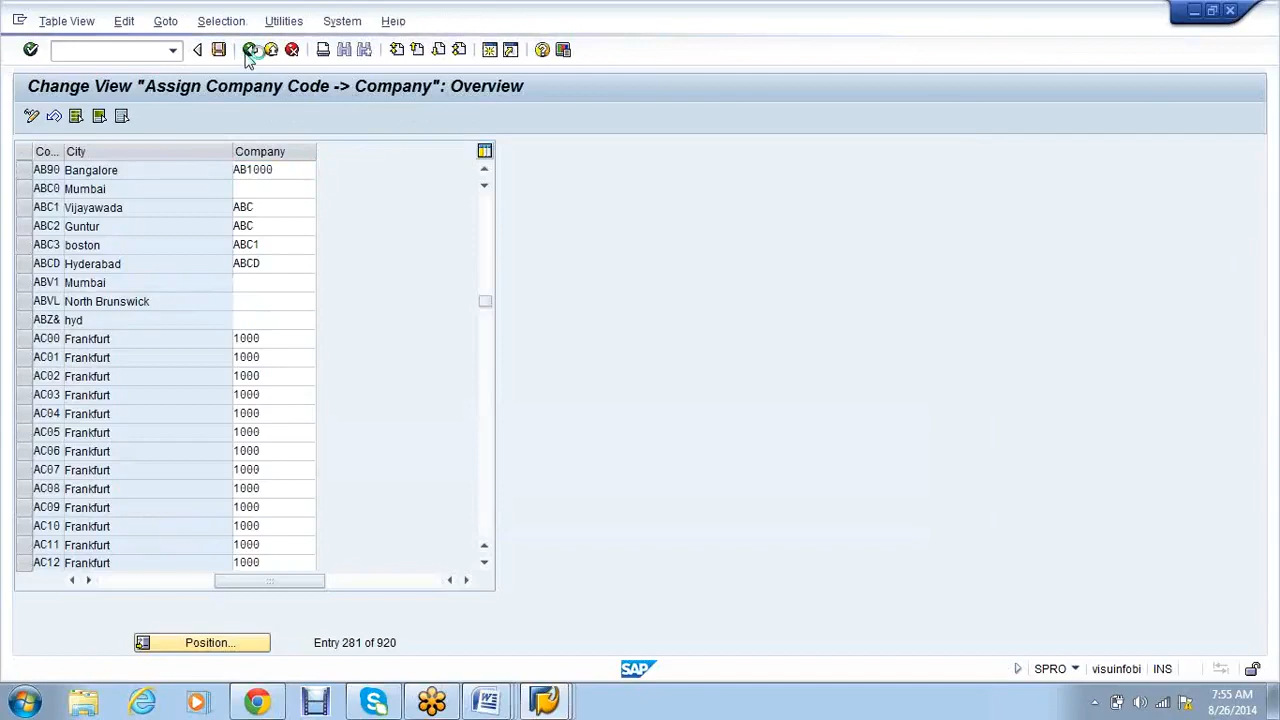 Table View Edit Goto Selection Utilities System Help
Change View "Assign Company Code -> Company": Overview
Co... City Company
AB90 Bangalore AB1000
ABC0 Mumbai
ABC1 Vijayawada ABC
ABC2 Guntur ABC
ABC3 boston ABC1
ABCD Hyderabad ABCD
ABV1 Mumbai
ABVL North Brunswick
ABZ& hyd
AC00 Frankfurt 1000
AC01 Frankfurt 1000
AC02 Frankfurt 1000
AC03 Frankfurt 1000
AC04 Frankfurt 1000
AC05 Frankfurt 1000
AC06 Frankfurt 1000
AC07 Frankfurt 1000
AC08 Frankfurt 1000
AC09 Frankfurt 1000
AC10 Frankfurt 1000
AC11 Frankfurt 1000
AC12 Frankfurt 1000
Position... Entry 281 of 920
SAP SPRO visuinfobi INS
7:55 AM
8/26/2014